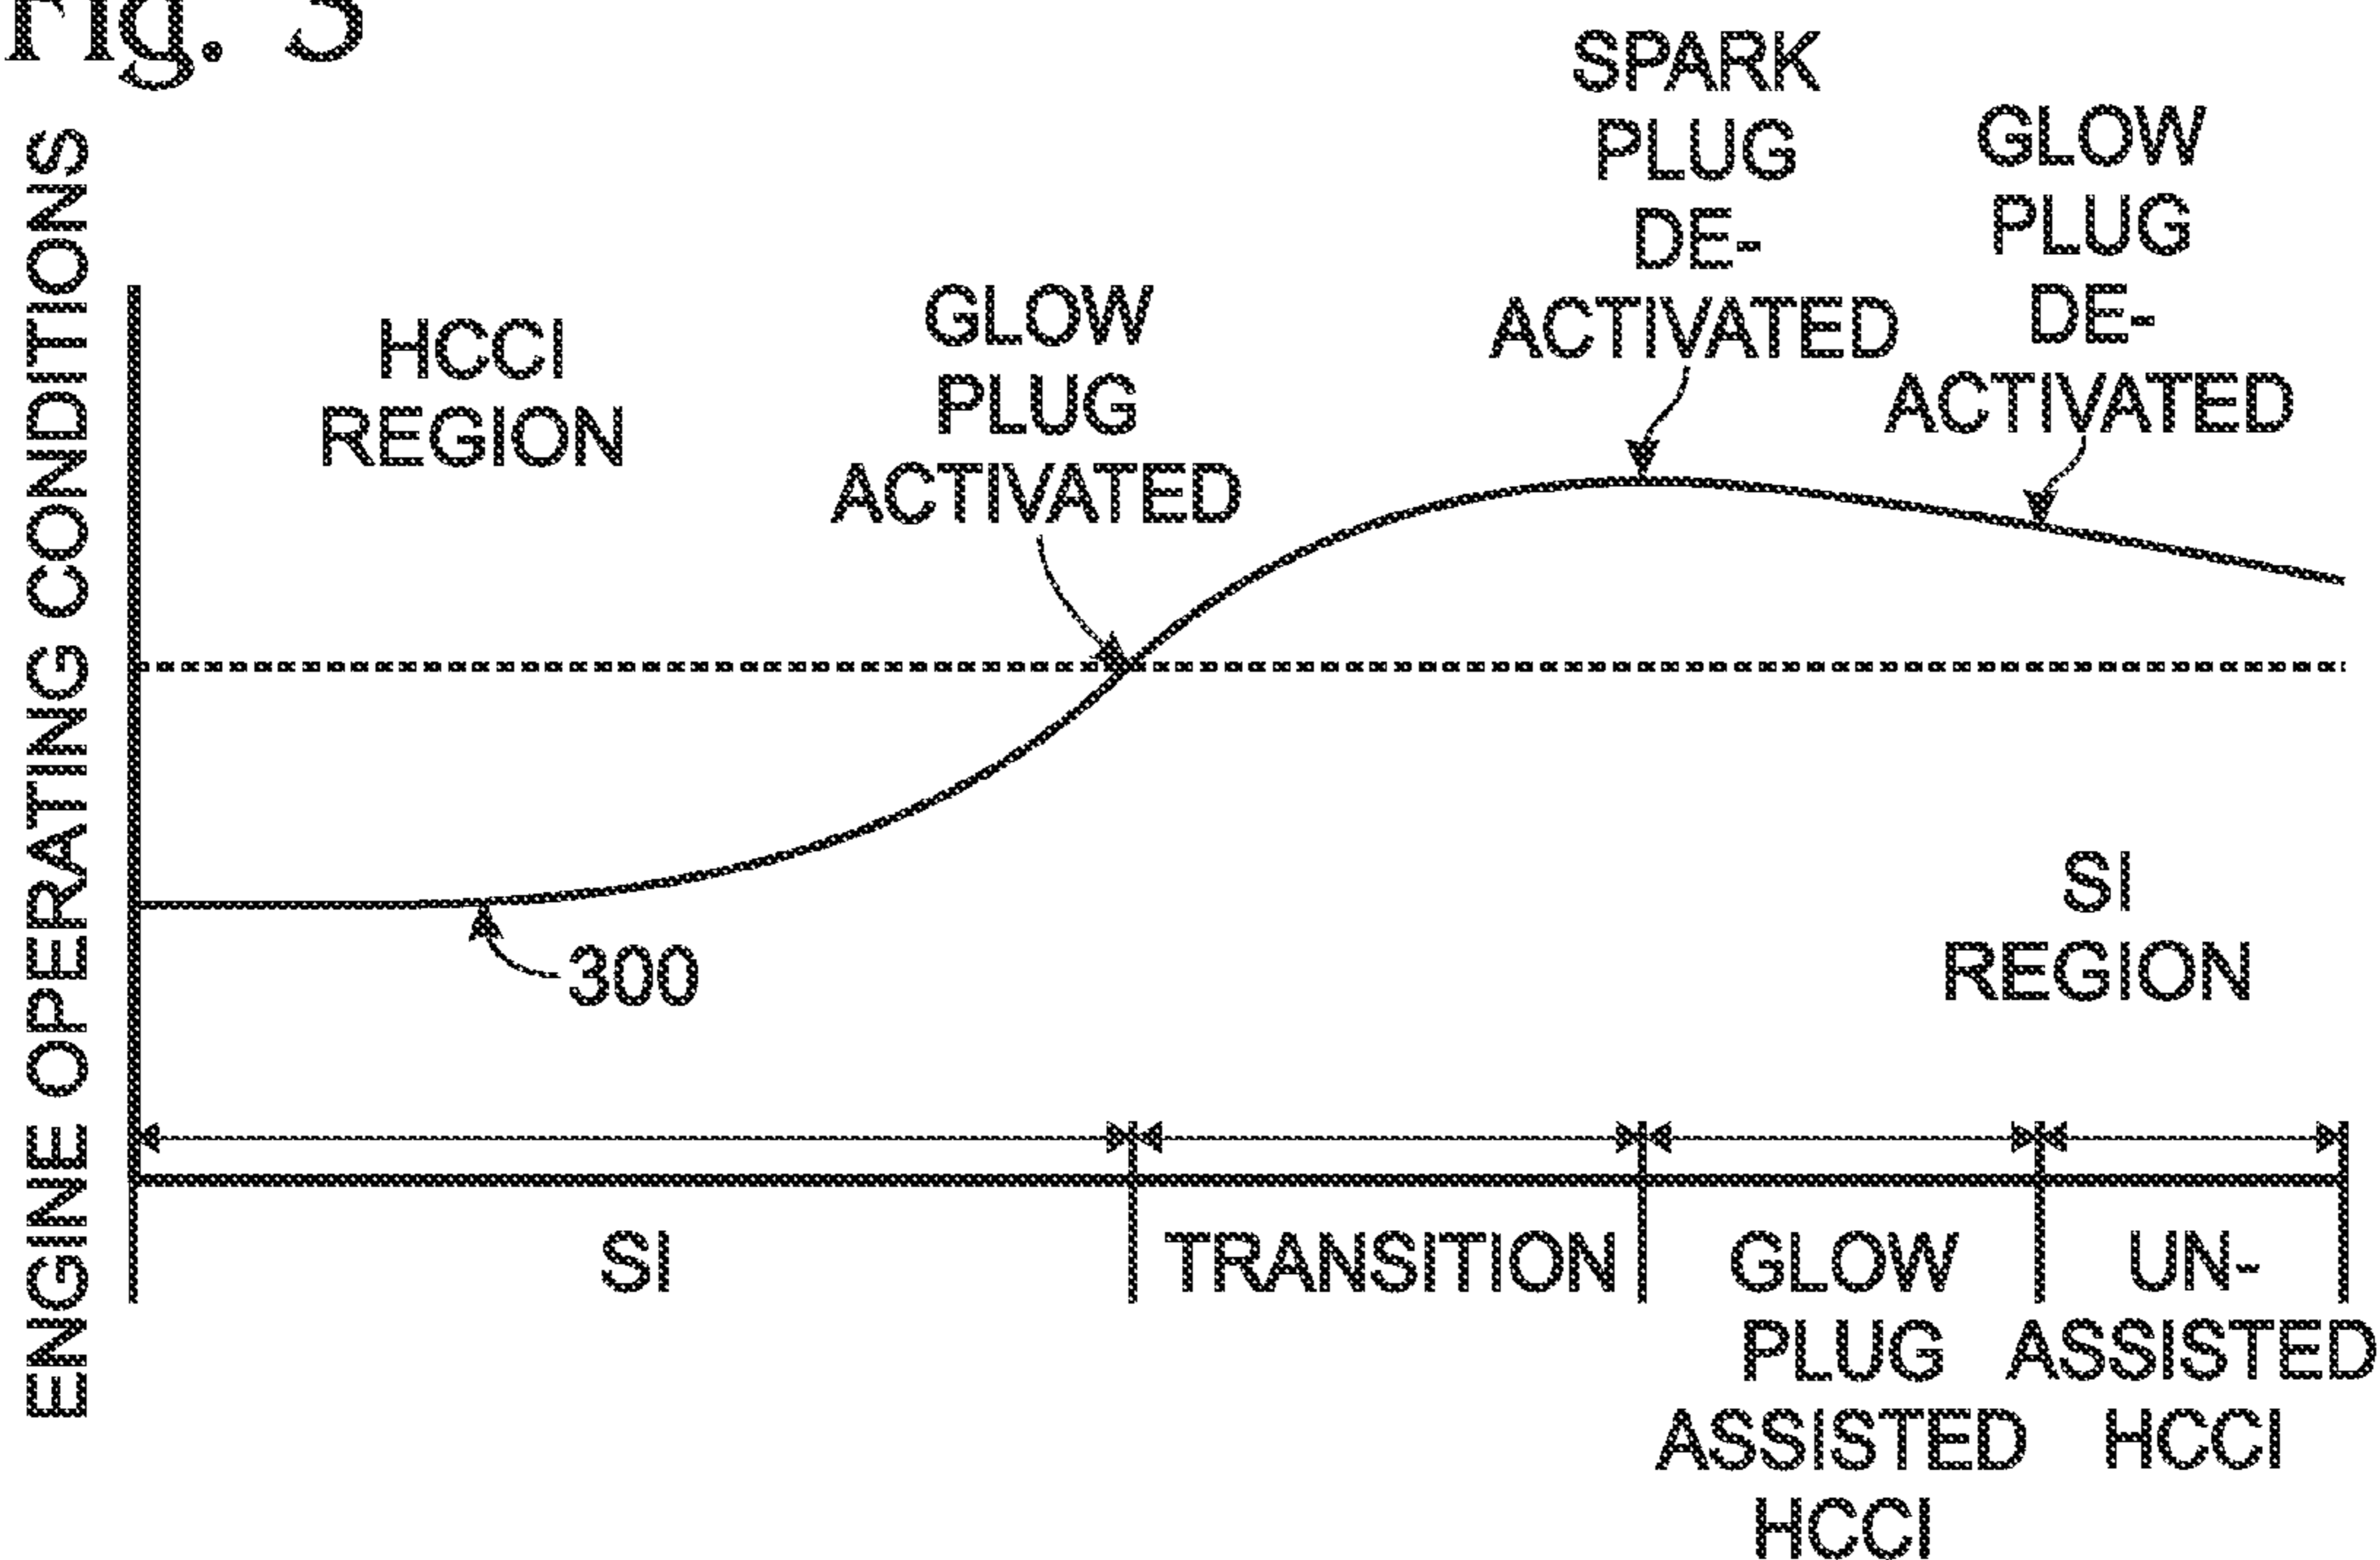 Fig. 3
ENGINE OPERATING CONDITIONS
HCCI
REGION
GLOW
PLUG
ACTIVATED
SPARK
PLUG
DE-
ACTIVATED
GLOW
PLUG
DE-
ACTIVATED
300
SI
REGION
SI
TRANSITION
GLOW
PLUG
ASSISTED
HCCI
UN-
ASSISTED
HCCI